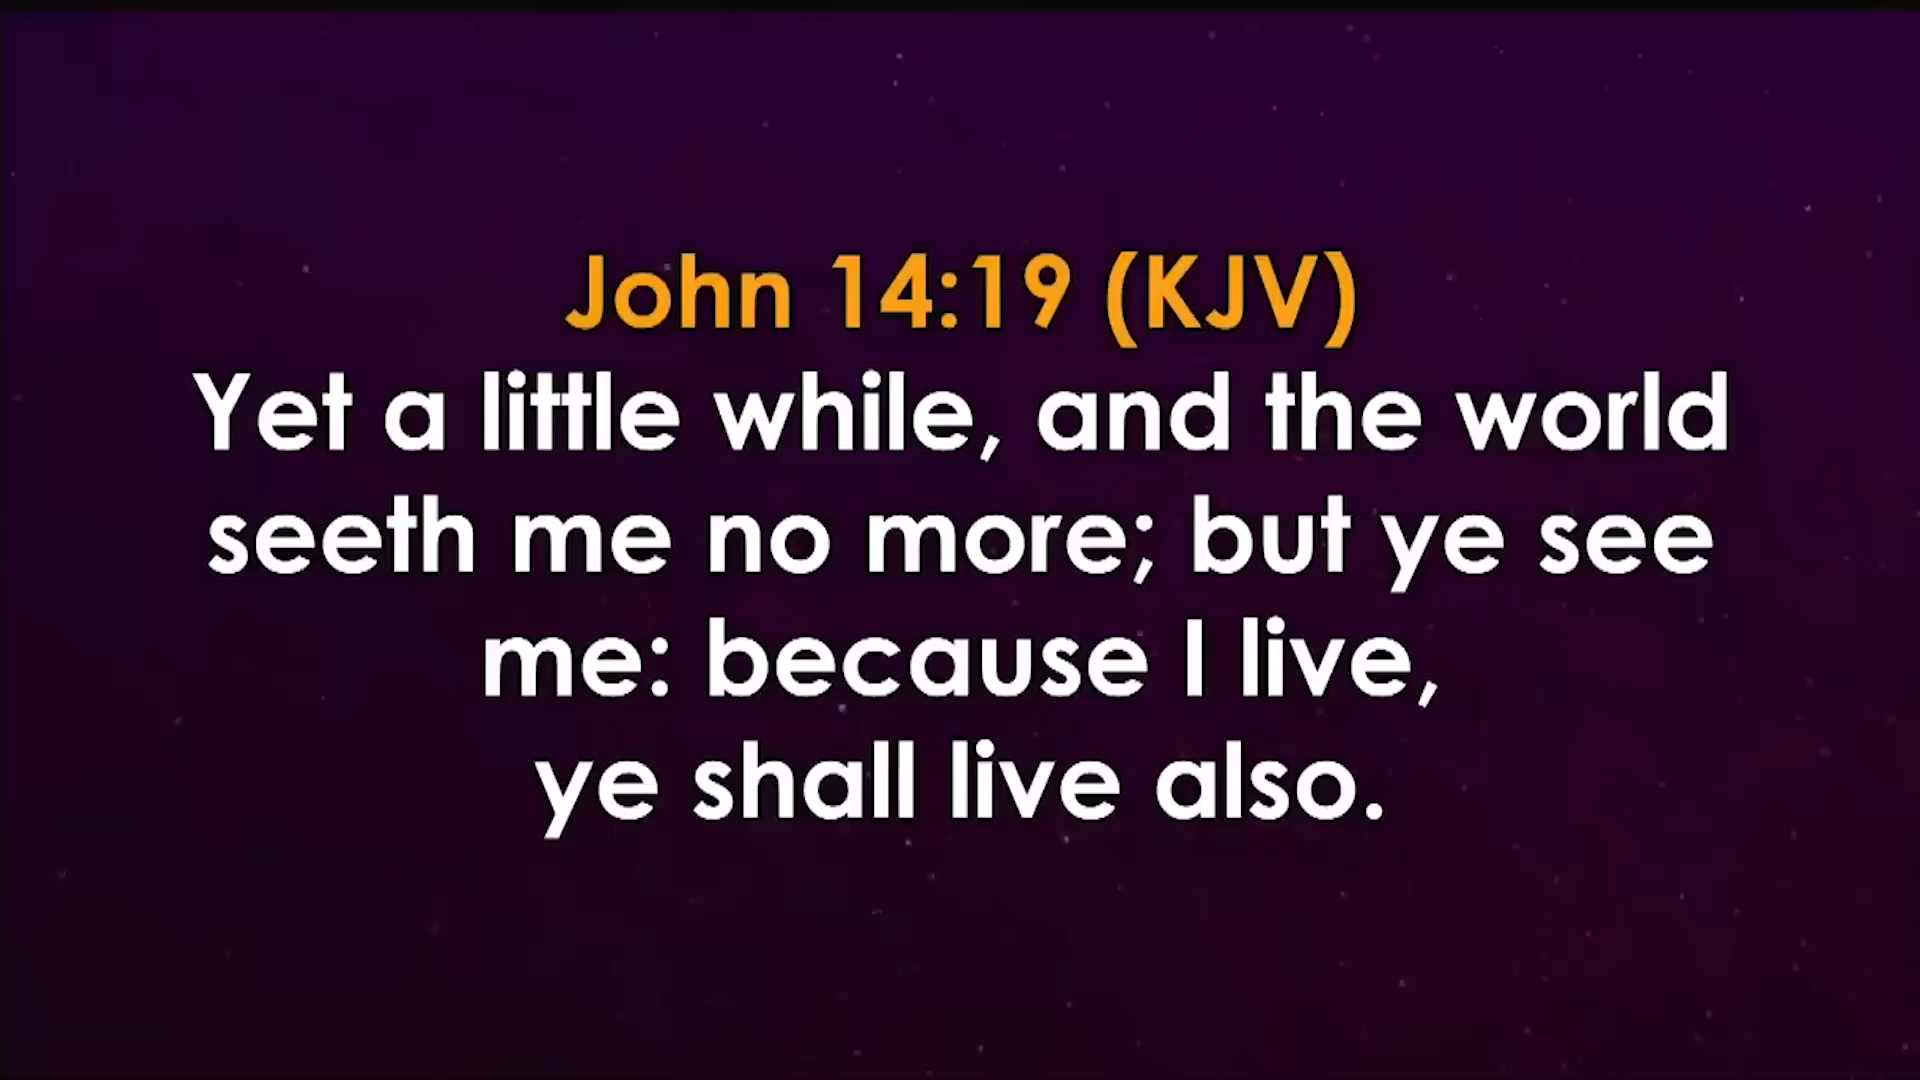 John 14:19 (KJV)
Yet a little while, and the world
seeth me no more; but ye see
me: because I live,
ye shall live also.